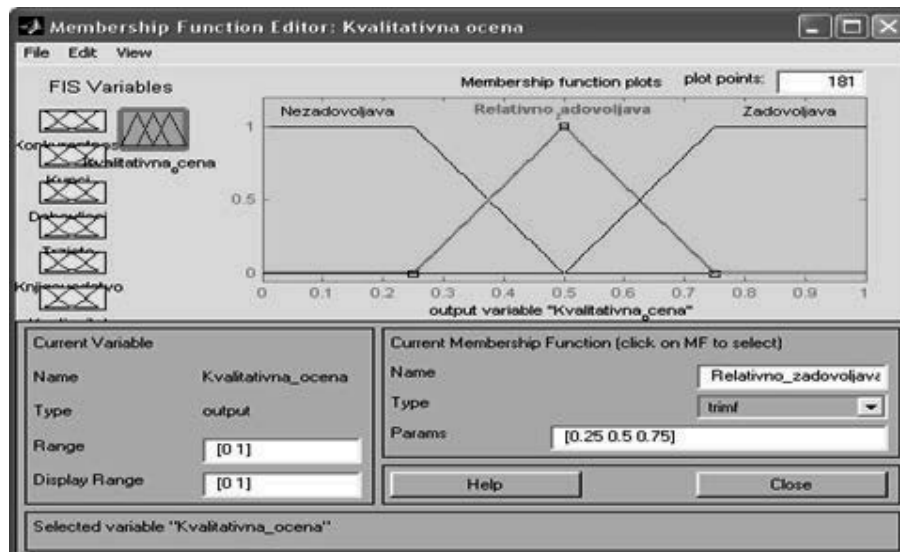 Membership Function Editor: Kvalitativna ocena
File Edit View
FIS Variables
Membership function plots
plot points: 181
Nezadovoljava
Relativno_zadovoljava
Zadovoljava
1
0.5
0
0 0.1 0.2 0.3 0.4 0.5 0.6 0.7 0.8 0.9 1
output variable "Kvalitativna_ocena"
Kvalitativna_ocena
Kupci
Current Variable
Name Kvalitativna_ocena
Type output
Range [0 1]
Display Range [0 1]
Current Membership Function (click on MF to select)
Name Relativno_zadovoljava
Type trimf
Params [0.25 0.5 0.75]
Help Close
Selected variable "Kvalitativna_ocena"